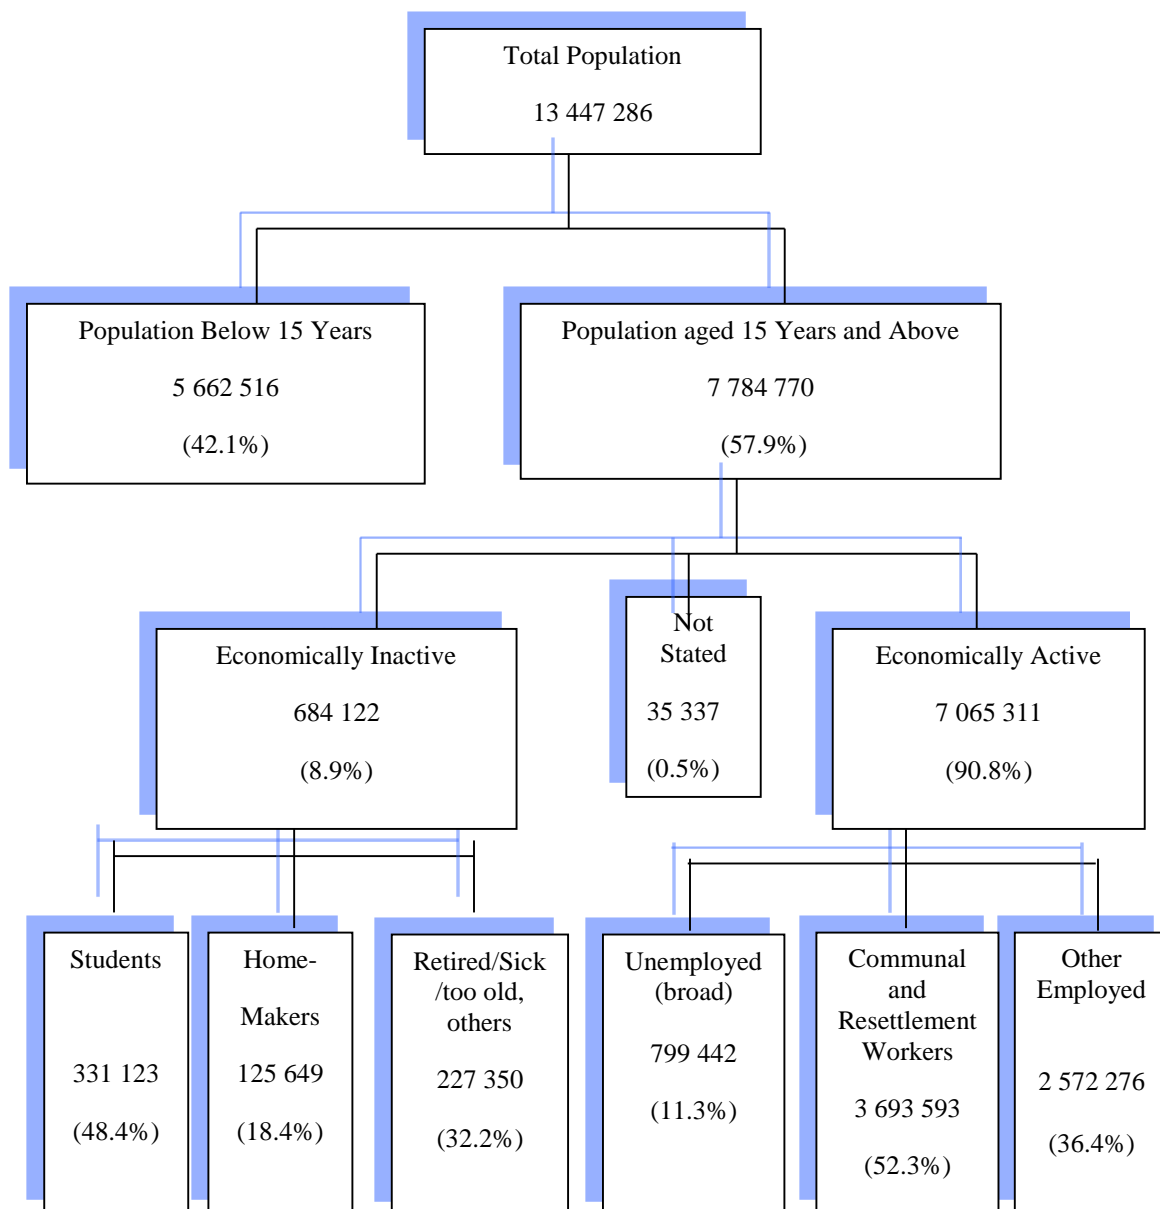 Total Population
13 447 286
Population Below 15 Years
5 662 516
(42.1%)
Population aged 15 Years and Above
7 784 770
(57.9%)
Economically Inactive
684 122
(8.9%)
Not
Stated
35 337
(0.5%)
Economically Active
7 065 311
(90.8%)
Students
331 123
(48.4%)
Home-
Makers
125 649
(18.4%)
Retired/Sick
/too old,
others
227 350
(32.2%)
Unemployed
(broad)
799 442
(11.3%)
Communal
and
Resettlement
Workers
3 693 593
(52.3%)
Other
Employed
2 572 276
(36.4%)